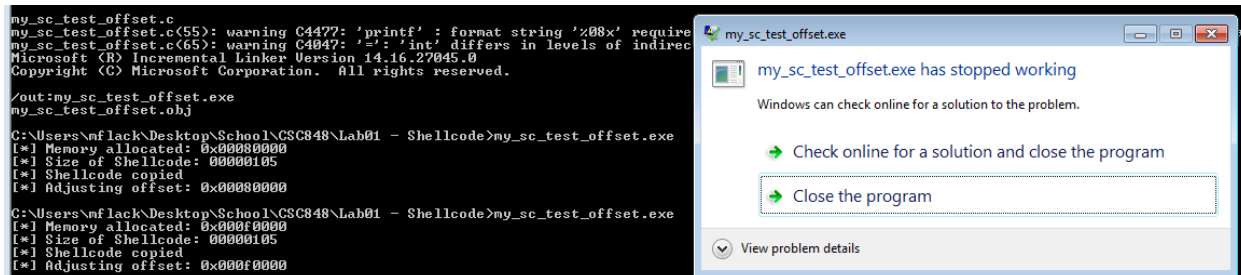 my_sc_test_offset.c
my_sc_test_offset.c(55): warning C4477: 'printf' : format string '%08x' require
my_sc_test_offset.c(65): warning C4047: '=': 'int' differs in levels of indirec
Microsoft (R) Incremental Linker Version 14.16.27045.0
Copyright (C) Microsoft Corporation.  All rights reserved.
/out:my_sc_test_offset.exe
my_sc_test_offset.obj
C:\Users\mflack\Desktop\School\CSC848\Lab01 - Shellcode>my_sc_test_offset.exe
[*] Memory allocated: 0x00080000
[*] Size of Shellcode: 00000105
[*] Shellcode copied
[*] Adjusting offset: 0x00080000
C:\Users\mflack\Desktop\School\CSC848\Lab01 - Shellcode>my_sc_test_offset.exe
[*] Memory allocated: 0x000f0000
[*] Size of Shellcode: 00000105
[*] Shellcode copied
[*] Adjusting offset: 0x000f0000
my_sc_test_offset.exe
my_sc_test_offset.exe has stopped working
Windows can check online for a solution to the problem.
Check online for a solution and close the program
Close the program
View problem details